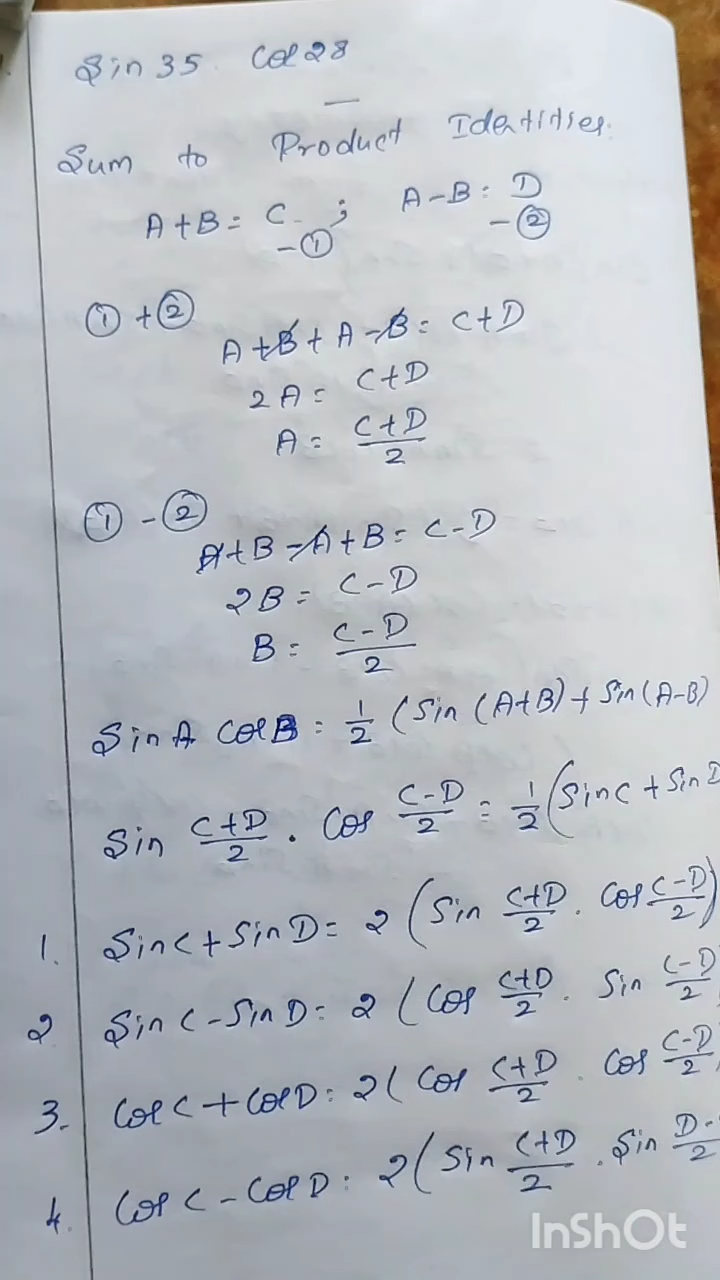 Sin 35 . Cos 28
Sum to Product Identities:
A+B = C - ① ; A-B = D - ②
① + ②
A+B+A-B = C+D
2A = C+D
A = C+D/2
① - ②
A+B-A+B = C-D
2B = C-D
B = C-D/2
Sin A Cos B = 1/2 (Sin (A+B) + Sin (A-B)
Sin C+D/2 . Cos C-D/2 = 1/2 (Sin C + Sin D
1. Sin C + Sin D = 2 (Sin C+D/2 . Cos C-D/2)
2 Sin C - Sin D = 2 (Cos C+D/2 . Sin C-D/2
3. Cos C + Cos D = 2 (Cos C+D/2 . Cos C-D/2
4. Cos C - Cos D = 2 (Sin C+D/2 . Sin D-/2
InShOt